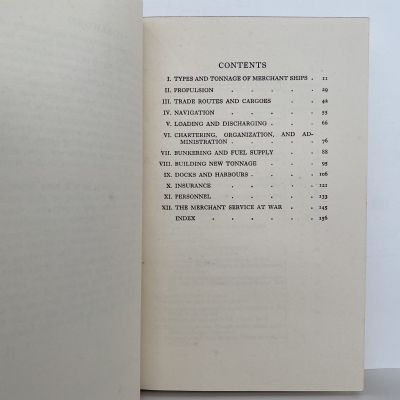 CONTENTS
I. TYPES AND TONNAGE OF MERCHANT SHIPS . 11
II. PROPULSION . . . . . 29
III. TRADE ROUTES AND CARGOES . . 42
IV. NAVIGATION . . . . . 55
V. LOADING AND DISCHARGING . . . 66
VI. CHARTERING, ORGANIZATION, AND AD-
MINISTRATION . . . . . 76
VII. BUNKERING AND FUEL SUPPLY . . 88
VIII. BUILDING NEW TONNAGE . . . 95
IX. DOCKS AND HARBOURS . . . . 106
X. INSURANCE . . . . . 121
XI. PERSONNEL . . . . . 133
XII. THE MERCHANT SERVICE AT WAR . . 145
INDEX . . . . . . 156